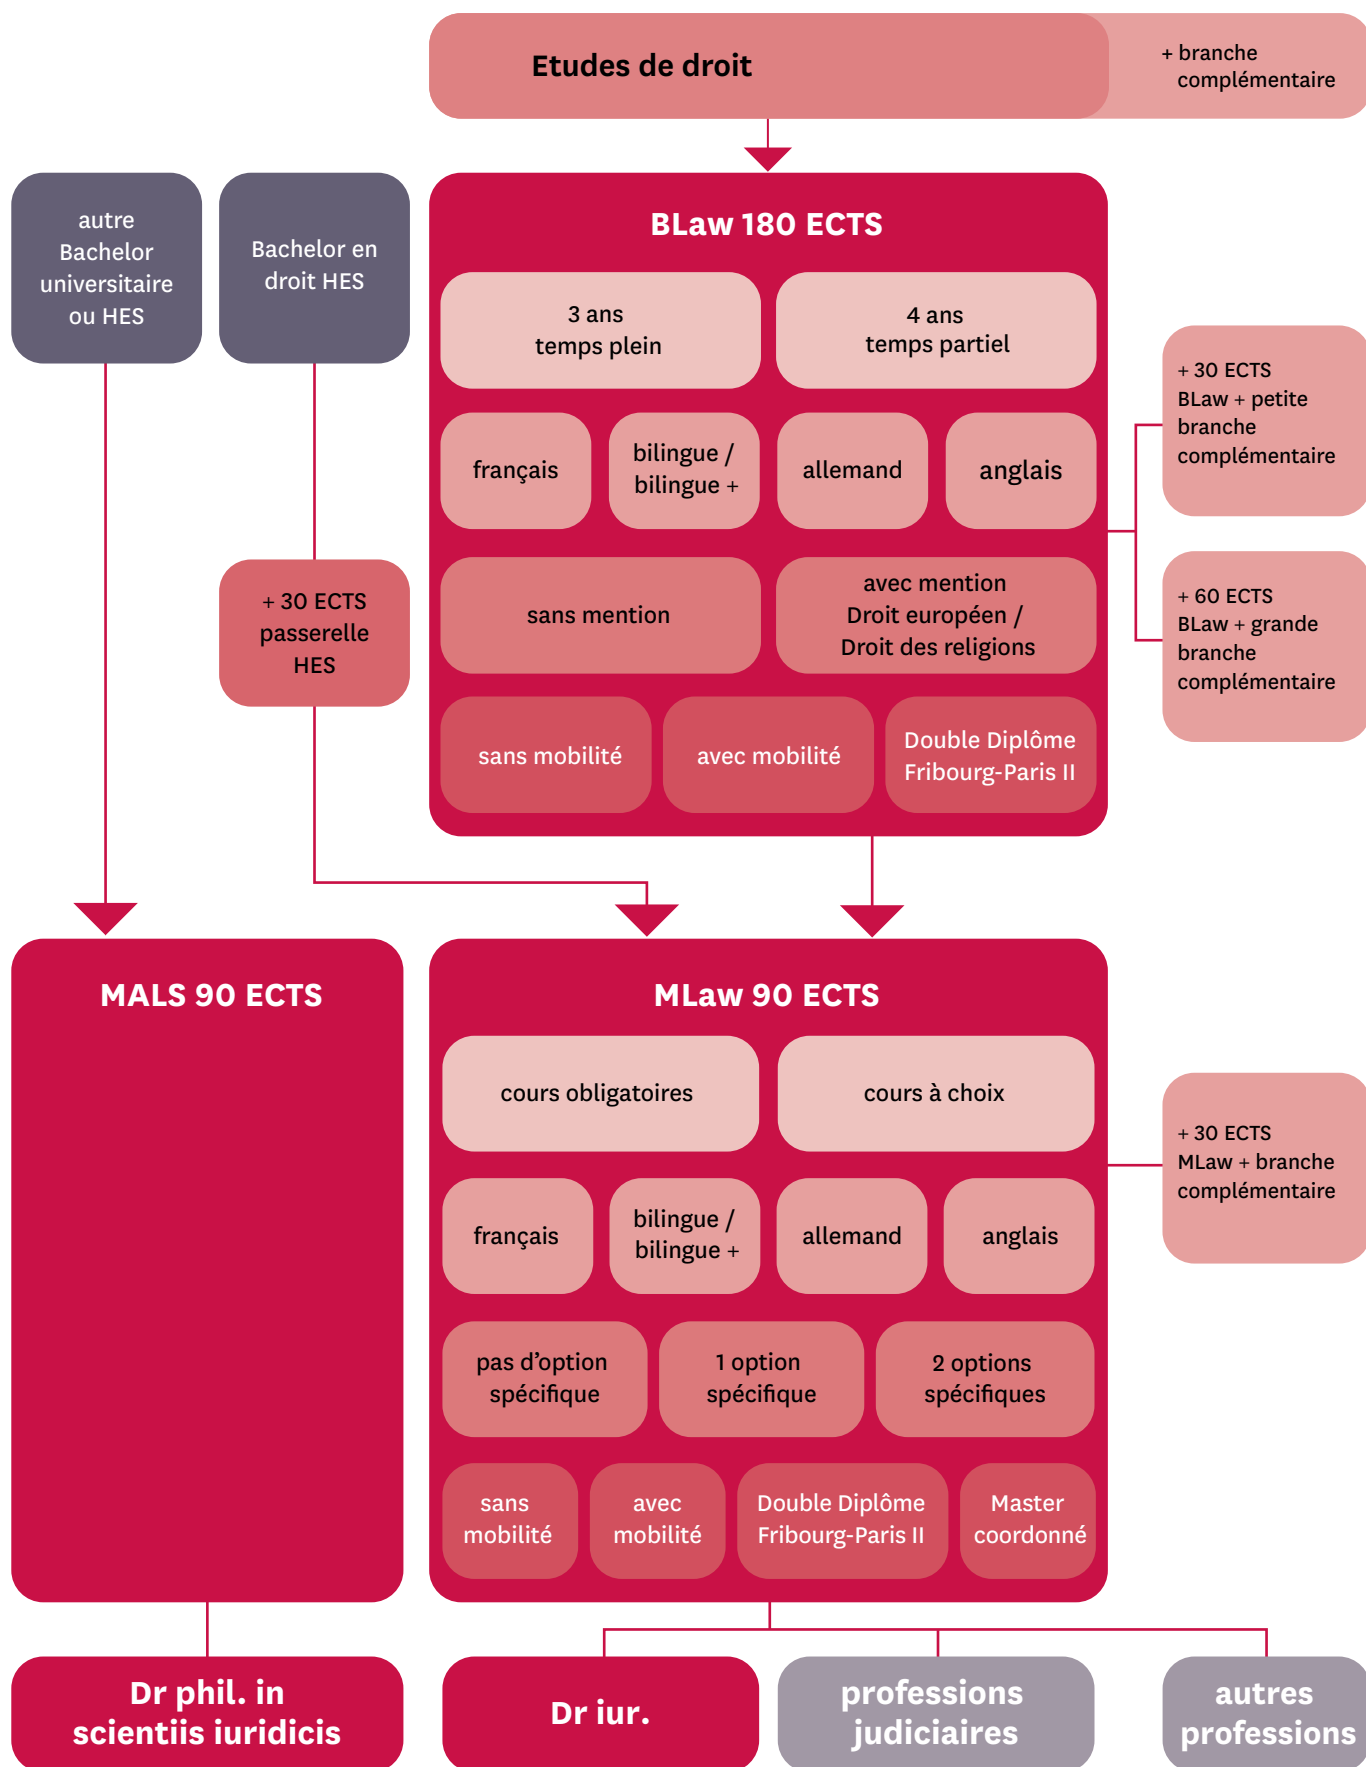 Etudes de droit
+ branche
complémentaire
autre
Bachelor
universitaire
ou HES
Bachelor en
droit HES
+ 30 ECTS
passerelle
HES
BLaw 180 ECTS
3 ans
temps plein
4 ans
temps partiel
français
bilingue /
bilingue +
allemand
anglais
sans mention
avec mention
Droit européen /
Droit des religions
sans mobilité
avec mobilité
Double Diplôme
Fribourg-Paris II
+ 30 ECTS
BLaw + petite
branche
complémentaire
+ 60 ECTS
BLaw + grande
branche
complémentaire
MALS 90 ECTS
MLaw 90 ECTS
cours obligatoires
cours à choix
français
bilingue /
bilingue +
allemand
anglais
pas d'option
spécifique
1 option
spécifique
2 options
spécifiques
sans
mobilité
avec
mobilité
Double Diplôme
Fribourg-Paris II
Master
coordonné
+ 30 ECTS
MLaw + branche
complémentaire
Dr phil. in
scientiis iuridicis
Dr iur.
professions
judiciaires
autres
professions